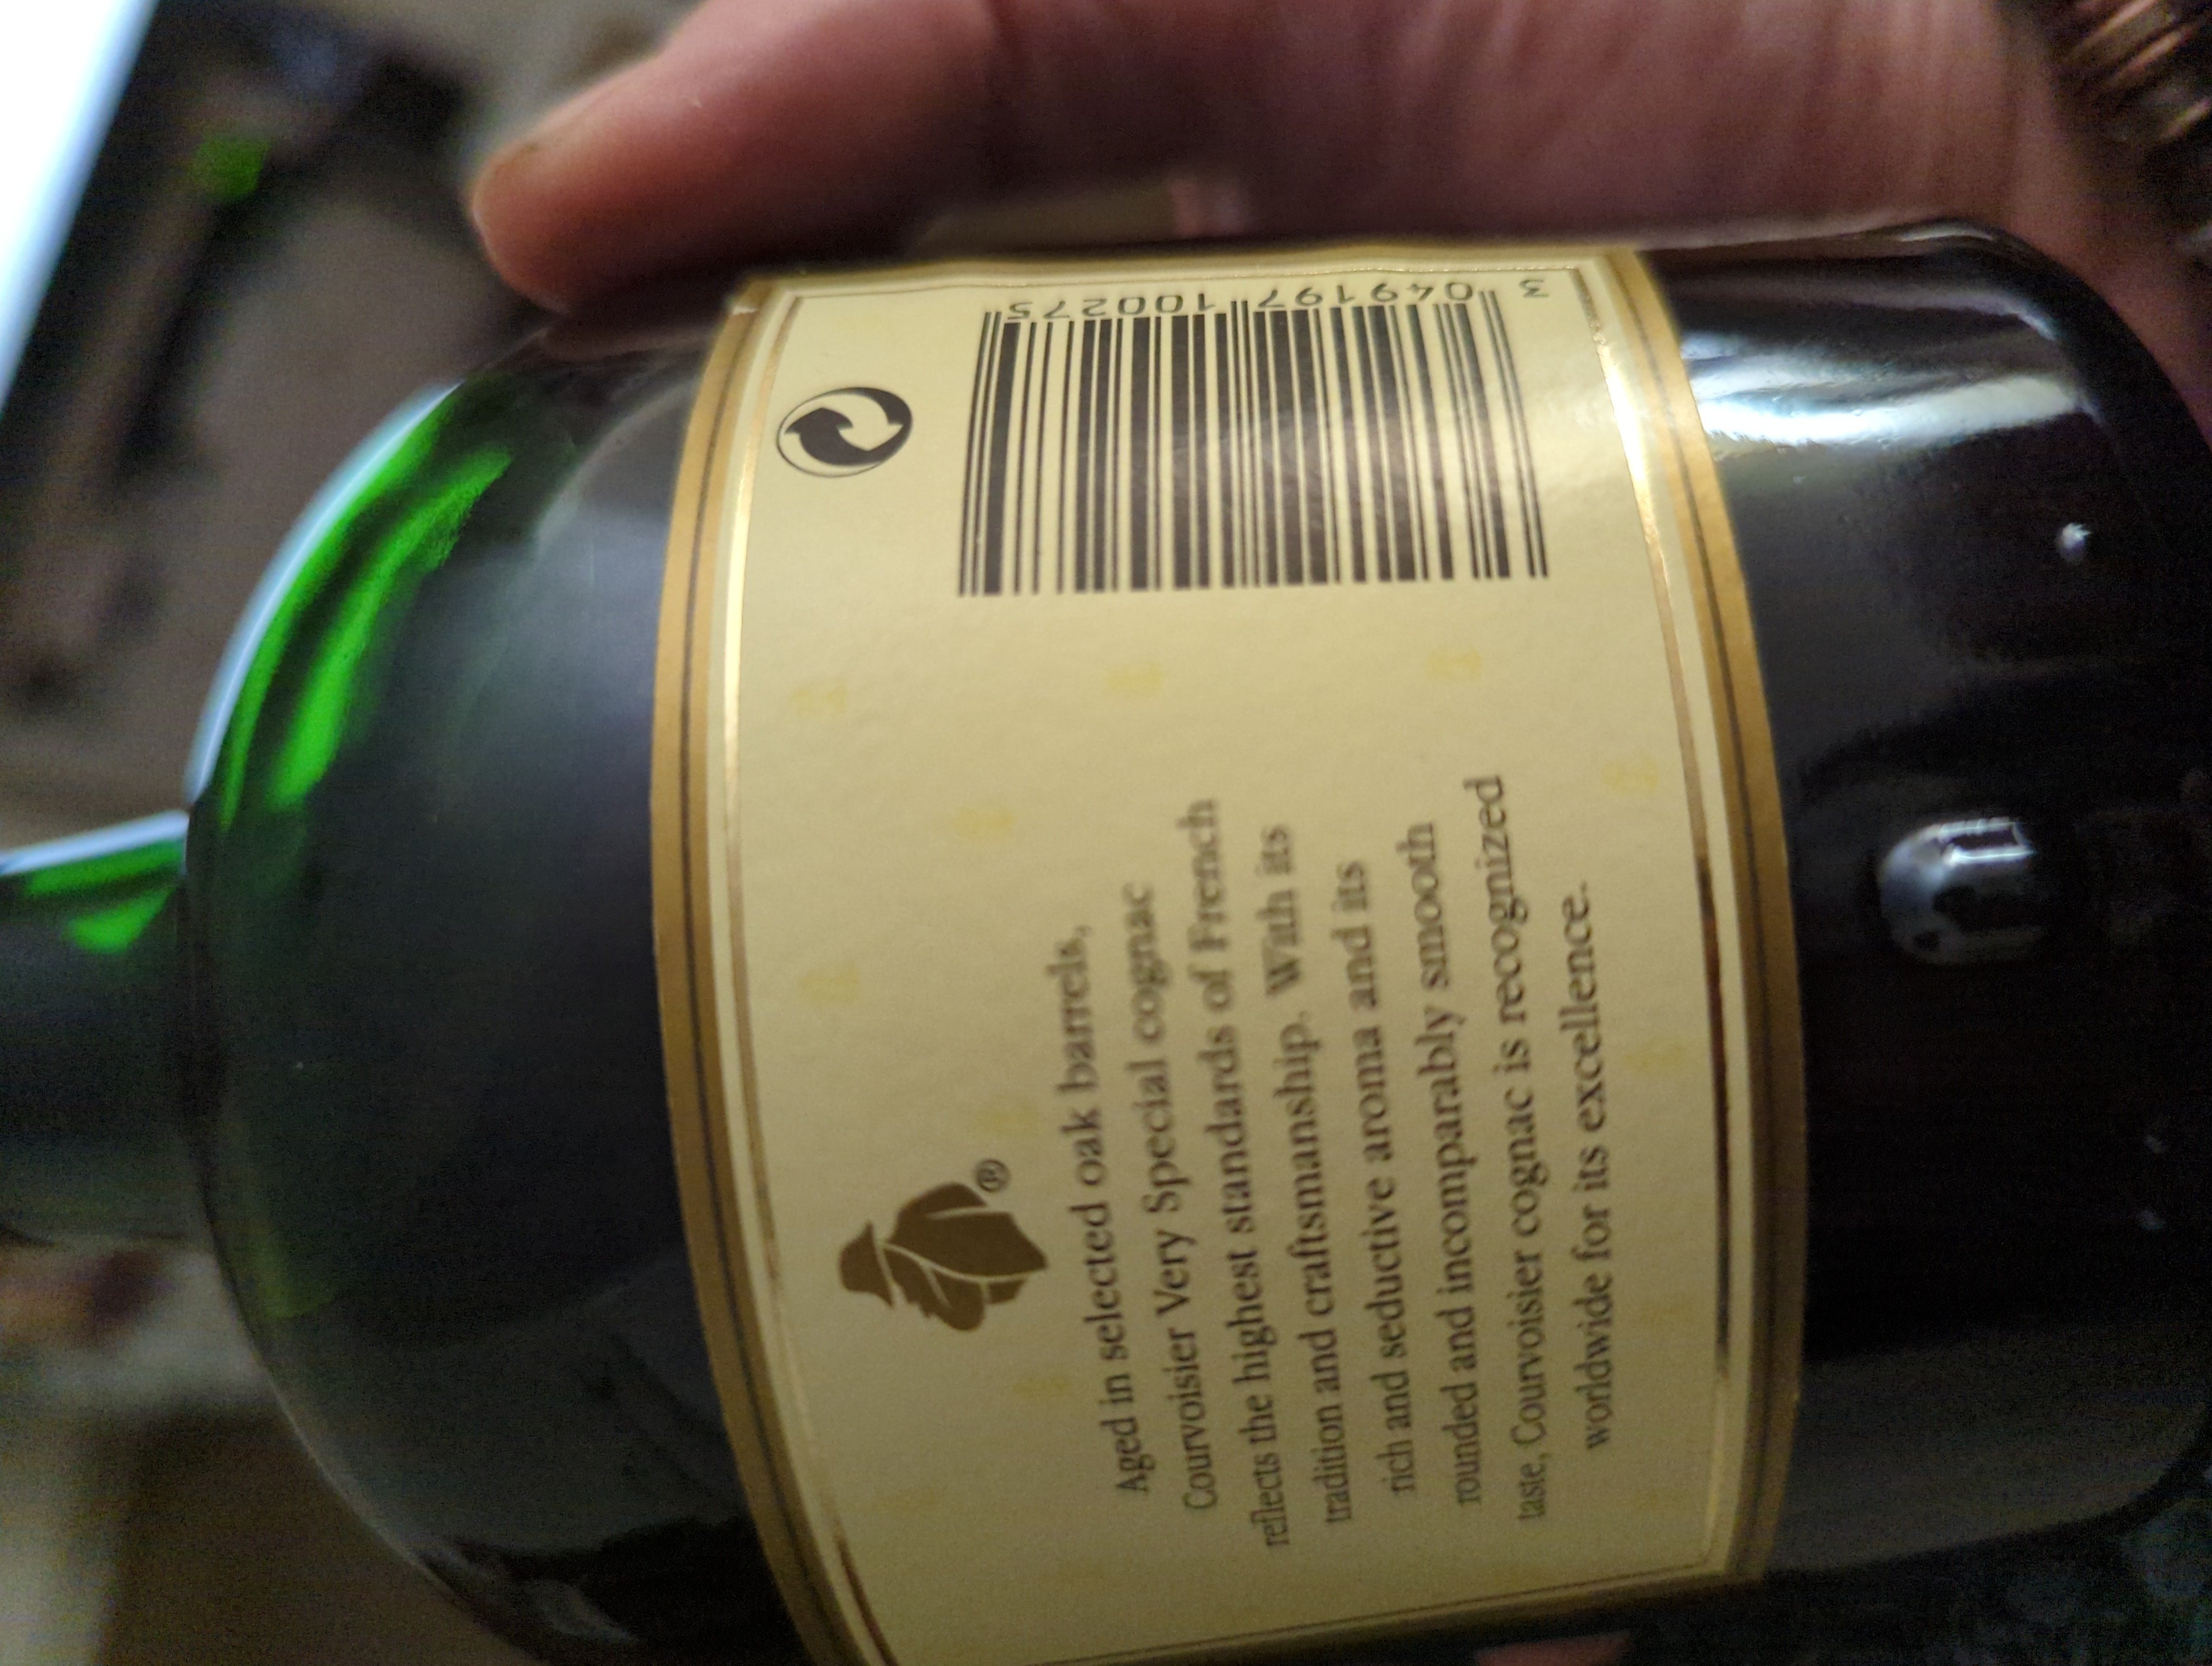 ®
Aged in selected oak barrels,
Courvoisier Very Special cognac
reflects the highest standards of French
tradition and craftsmanship. With its
rich and seductive aroma and its
rounded and incomparably smooth
taste, Courvoisier cognac is recognized
worldwide for its excellence.
3 049197 100275